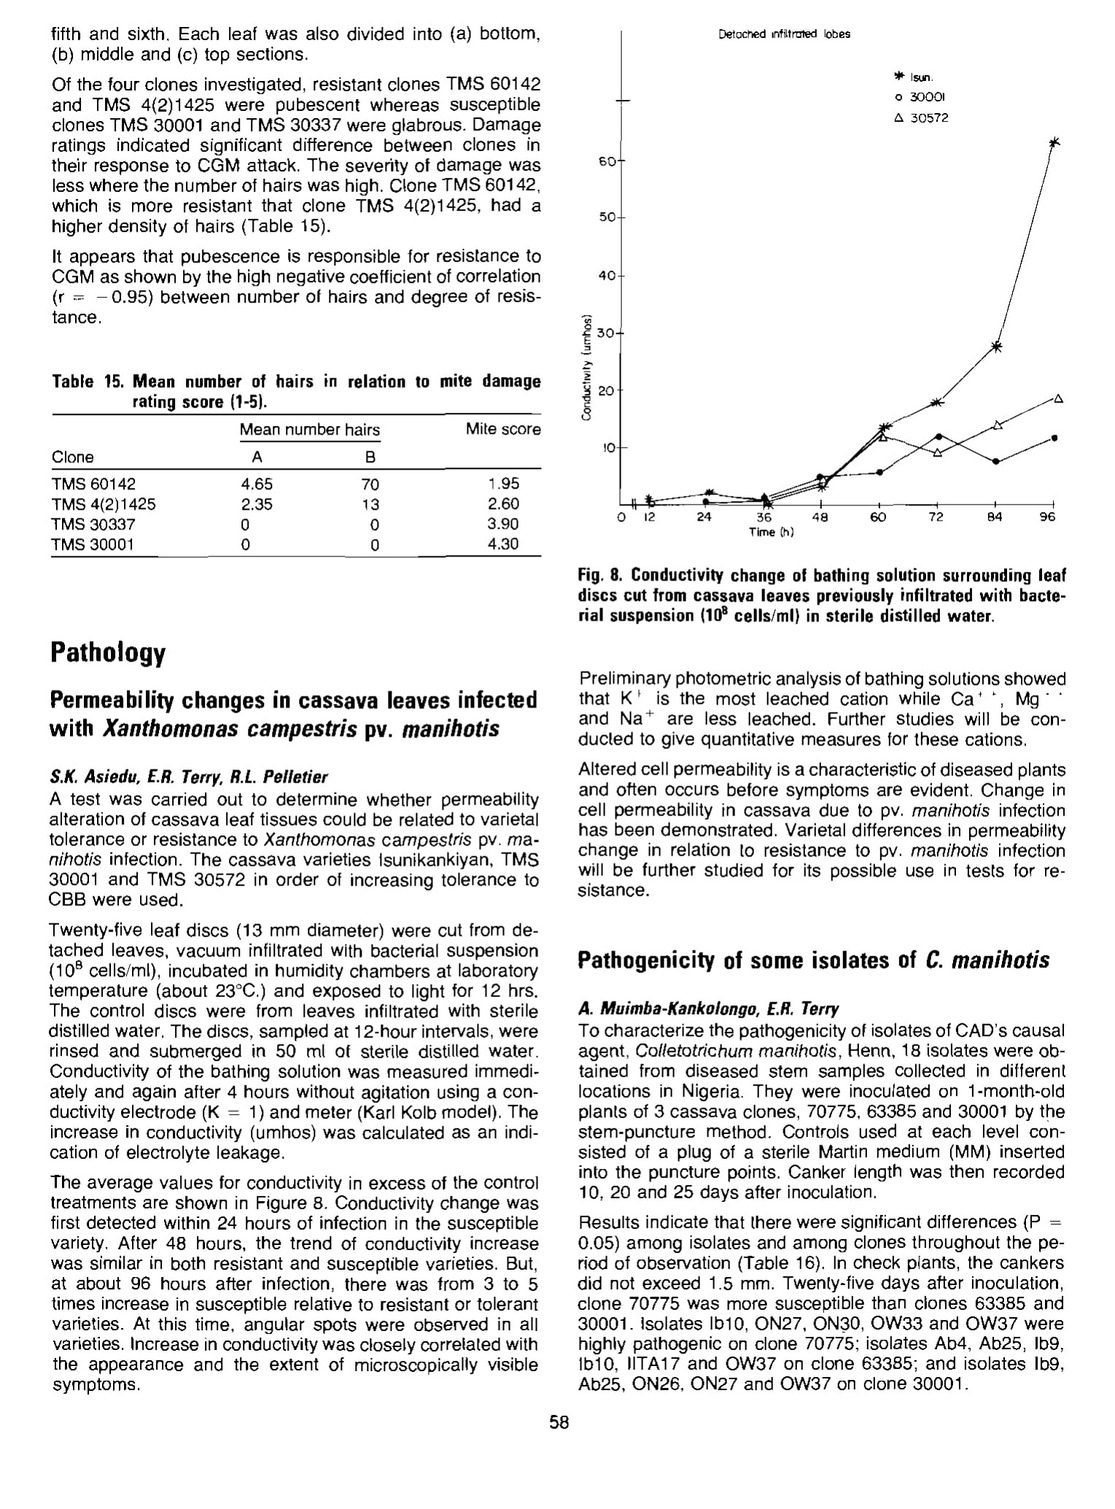 fifth and sixth. Each leaf was also divided into (a) bottom,
(b) middle and (c) top sections.
Of the four clones investigated, resistant clones TMS 60142
and TMS 4(2)1425 were pubescent whereas susceptible
clones TMS 30001 and TMS 30337 were glabrous. Damage
ratings indicated significant difference between clones in
their response to CGM attack. The severity of damage was
less where the number of hairs was high. Clone TMS 60142,
which is more resistant that clone TMS 4(2)1425, had a
higher density of hairs (Table 15).
It appears that pubescence is responsible for resistance to
CGM as shown by the high negative coefficient of correlation
(r = −0.95) between number of hairs and degree of resis-
tance.
Table 15. Mean number of hairs in relation to mite damage
rating score (1-5).
Mean number hairs Mite score
Clone A B
TMS 60142 4.65 70 1.95
TMS 4(2)1425 2.35 13 2.60
TMS 30337 0 0 3.90
TMS 30001 0 0 4.30
Pathology
Permeability changes in cassava leaves infected
with Xanthomonas campestris pv. manihotis
S.K. Asiedu, E.R. Terry, R.L. Pelletier
A test was carried out to determine whether permeability
alteration of cassava leaf tissues could be related to varietal
tolerance or resistance to Xanthomonas campestris pv. ma-
nihotis infection. The cassava varieties Isunikankiyan, TMS
30001 and TMS 30572 in order of increasing tolerance to
CBB were used.
Twenty-five leaf discs (13 mm diameter) were cut from de-
tached leaves, vacuum infiltrated with bacterial suspension
(10⁸ cells/ml), incubated in humidity chambers at laboratory
temperature (about 23°C.) and exposed to light for 12 hrs.
The control discs were from leaves infiltrated with sterile
distilled water. The discs, sampled at 12-hour intervals, were
rinsed and submerged in 50 ml of sterile distilled water.
Conductivity of the bathing solution was measured immedi-
ately and again after 4 hours without agitation using a con-
ductivity electrode (K = 1) and meter (Karl Kolb model). The
increase in conductivity (umhos) was calculated as an indi-
cation of electrolyte leakage.
The average values for conductivity in excess of the control
treatments are shown in Figure 8. Conductivity change was
first detected within 24 hours of infection in the susceptible
variety. After 48 hours, the trend of conductivity increase
was similar in both resistant and susceptible varieties. But,
at about 96 hours after infection, there was from 3 to 5
times increase in susceptible relative to resistant or tolerant
varieties. At this time, angular spots were observed in all
varieties. Increase in conductivity was closely correlated with
the appearance and the extent of microscopically visible
symptoms.
Detached infiltrated lobes
Isun.
30001
30572
60
50
40
30
20
10
Conductivity (umhos)
0 12 24 36 48 60 72 84 96
Time (h)
Fig. 8. Conductivity change of bathing solution surrounding leaf
discs cut from cassava leaves previously infiltrated with bacte-
rial suspension (10⁸ cells/ml) in sterile distilled water.
Preliminary photometric analysis of bathing solutions showed
that K⁺ is the most leached cation while Ca⁺⁺, Mg⁺⁺
and Na⁺ are less leached. Further studies will be con-
ducted to give quantitative measures for these cations.
Altered cell permeability is a characteristic of diseased plants
and often occurs before symptoms are evident. Change in
cell permeability in cassava due to pv. manihotis infection
has been demonstrated. Varietal differences in permeability
change in relation to resistance to pv. manihotis infection
will be further studied for its possible use in tests for re-
sistance.
Pathogenicity of some isolates of C. manihotis
A. Muimba-Kankolongo, E.R. Terry
To characterize the pathogenicity of isolates of CAD's causal
agent, Colletotrichum manihotis, Henn, 18 isolates were ob-
tained from diseased stem samples collected in different
locations in Nigeria. They were inoculated on 1-month-old
plants of 3 cassava clones, 70775, 63385 and 30001 by the
stem-puncture method. Controls used at each level con-
sisted of a plug of a sterile Martin medium (MM) inserted
into the puncture points. Canker length was then recorded
10, 20 and 25 days after inoculation.
Results indicate that there were significant differences (P =
0.05) among isolates and among clones throughout the pe-
riod of observation (Table 16). In check plants, the cankers
did not exceed 1.5 mm. Twenty-five days after inoculation,
clone 70775 was more susceptible than clones 63385 and
30001. Isolates Ib10, ON27, ON30, OW33 and OW37 were
highly pathogenic on clone 70775; isolates Ab4, Ab25, Ib9,
Ib10, IITA17 and OW37 on clone 63385; and isolates Ib9,
Ab25, ON26, ON27 and OW37 on clone 30001.
58